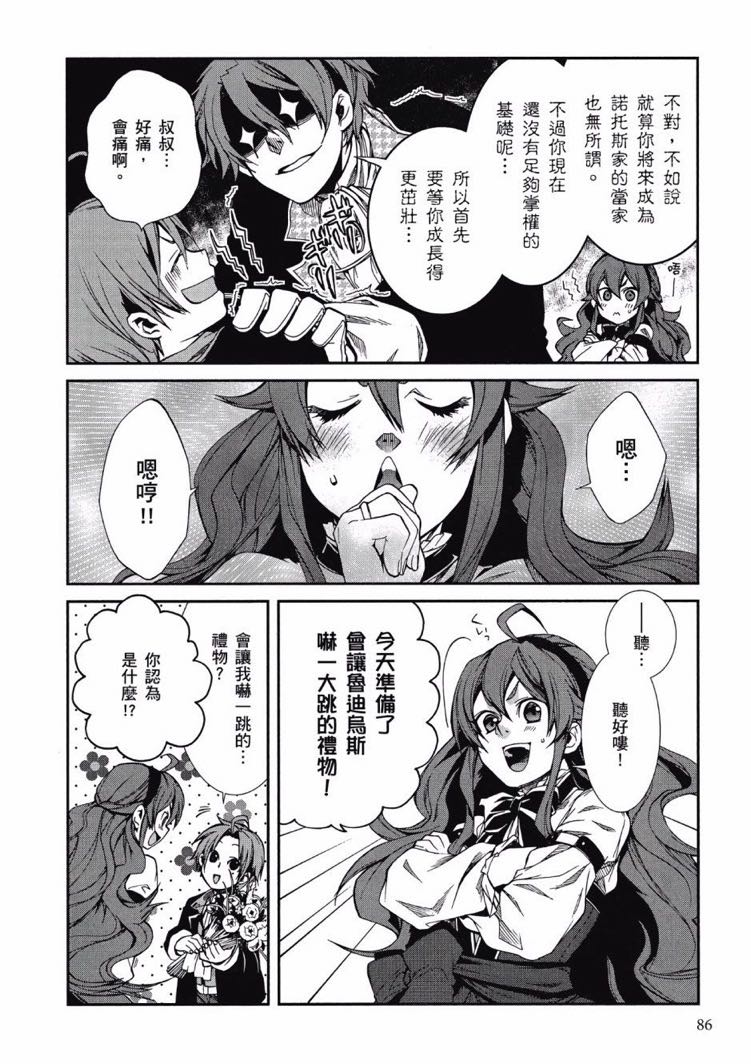 不對，不如說
就算你將來成為
諾托斯家的當家
也無所謂。
不過你現在
還沒有足夠掌權的
基礎呢…
所以首先
要等你成長得
更茁壯…
唔
叔叔…
好痛，
會痛啊。
嗯…
嗯哼!!
——聽…
聽好嘍！
今天準備了
會讓魯迪烏斯
嚇一大跳的禮物！
會讓我嚇一跳的…
禮物？
你認為
是什麼!?
86